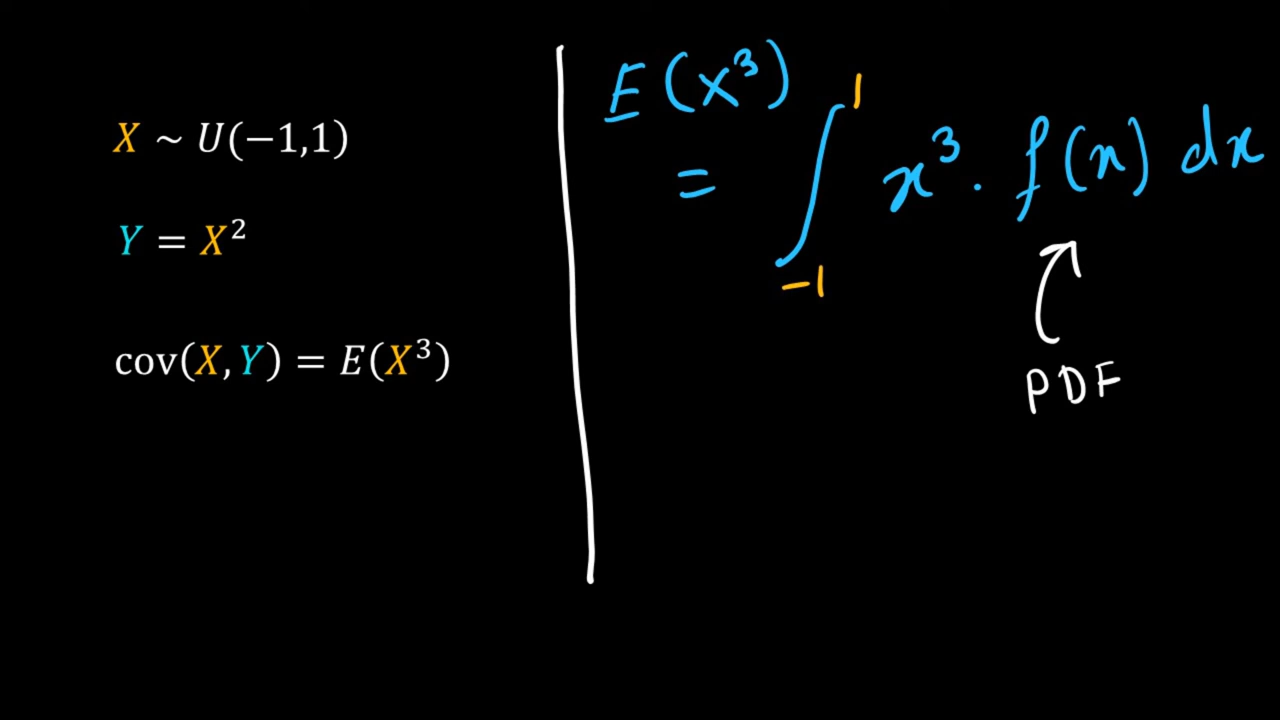 X ~ U(−1,1)
Y = X²
cov(X, Y) = E(X³)
E(X³)
= ∫₋₁¹ x³ . f(x) dx
PDF